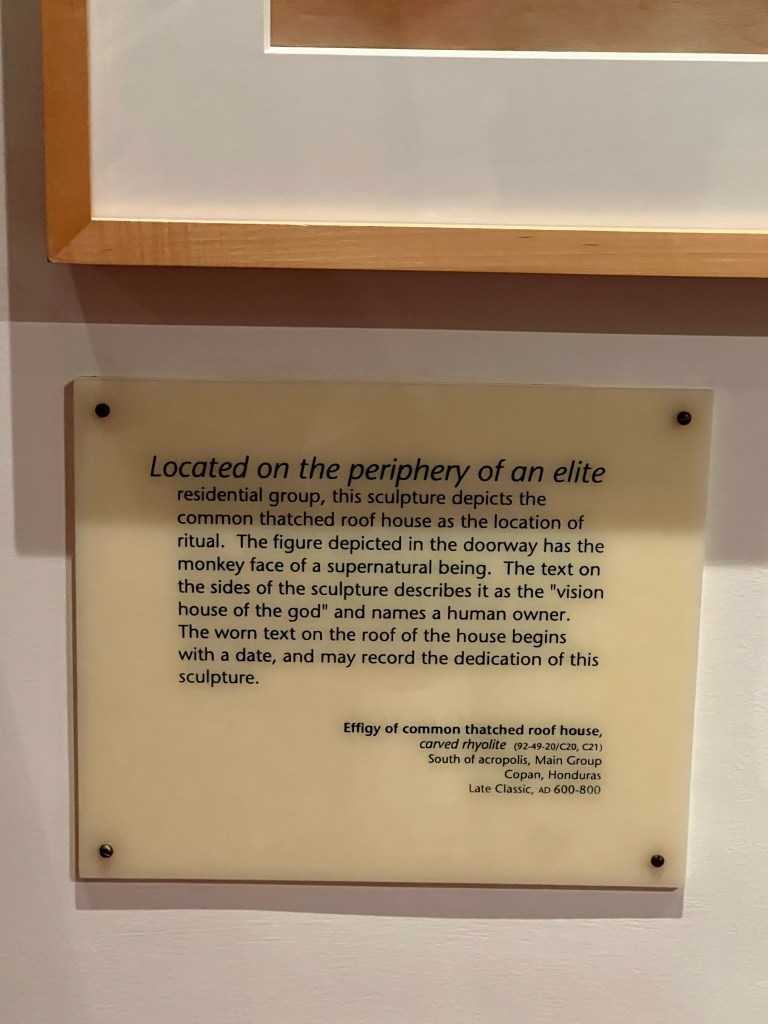 Located on the periphery of an elite
residential group, this sculpture depicts the
common thatched roof house as the location of
ritual.  The figure depicted in the doorway has the
monkey face of a supernatural being.  The text on
the sides of the sculpture describes it as the "vision
house of the god" and names a human owner.
The worn text on the roof of the house begins
with a date, and may record the dedication of this
sculpture.
Effigy of common thatched roof house,
carved rhyolite (92-49-20/C20, C21)
South of acropolis, Main Group
Copan, Honduras
Late Classic, AD 600-800